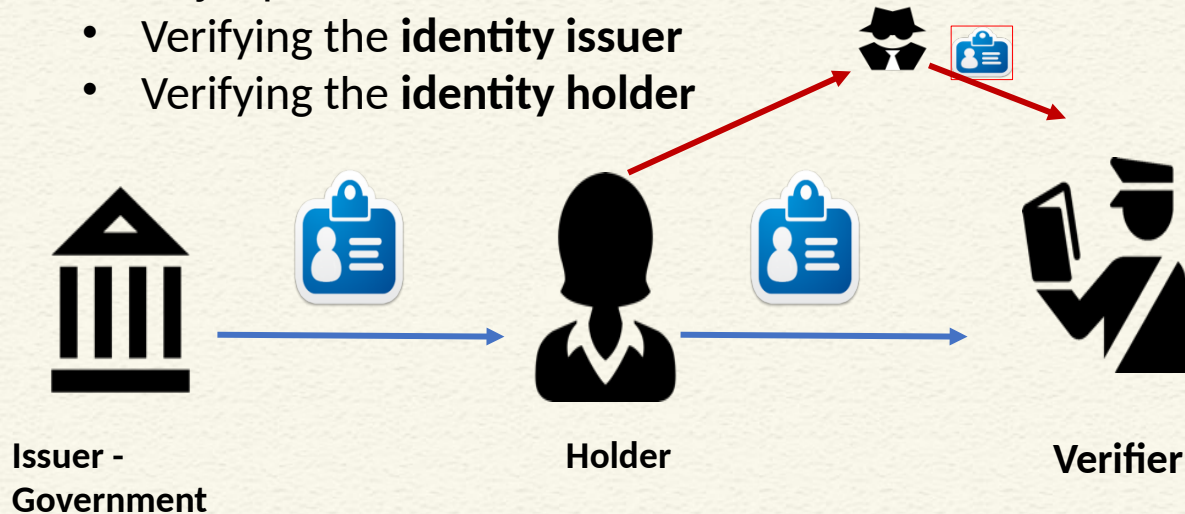 • Verifying the identity issuer
• Verifying the identity holder
Issuer -
Government
Holder
Verifier